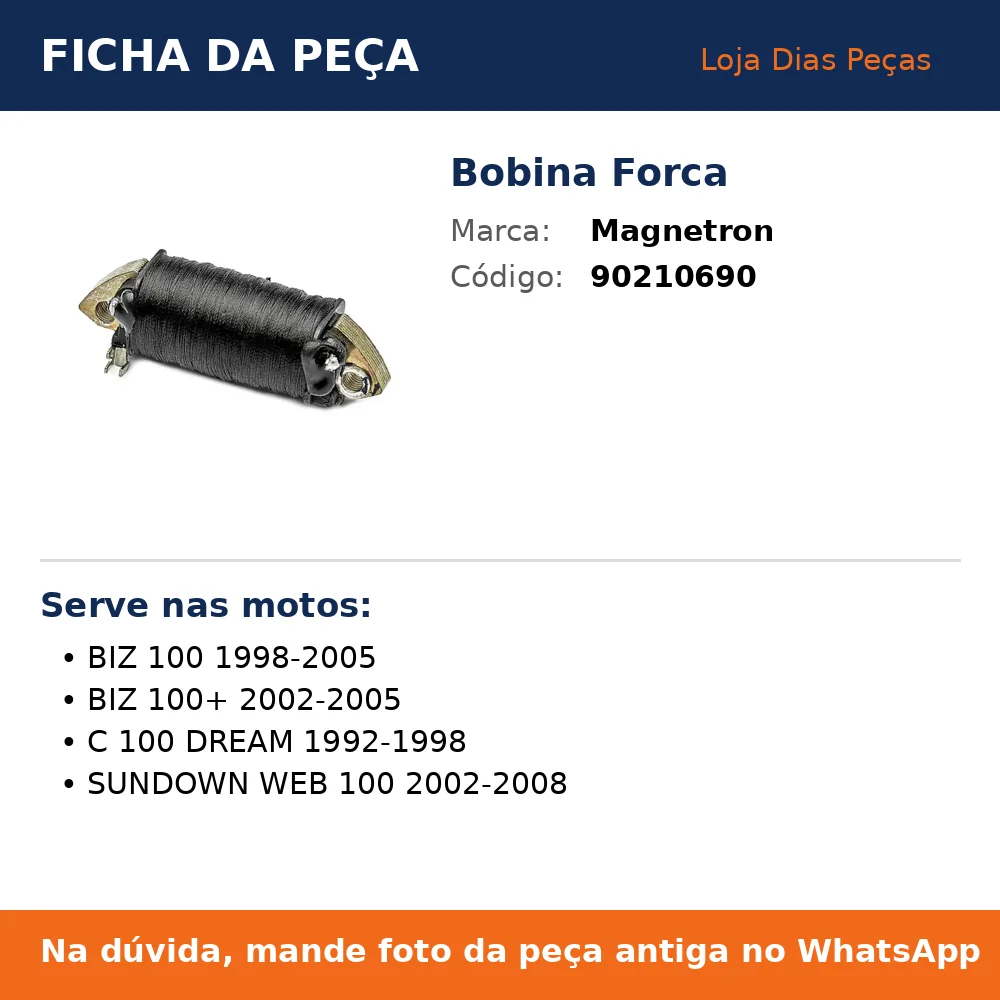 FICHA DA PEÇA
Loja Dias Peças
Bobina Forca
Marca: Magnetron
Código: 90210690
Serve nas motos:
• BIZ 100 1998-2005
• BIZ 100+ 2002-2005
• C 100 DREAM 1992-1998
• SUNDOWN WEB 100 2002-2008
Na dúvida, mande foto da peça antiga no WhatsApp